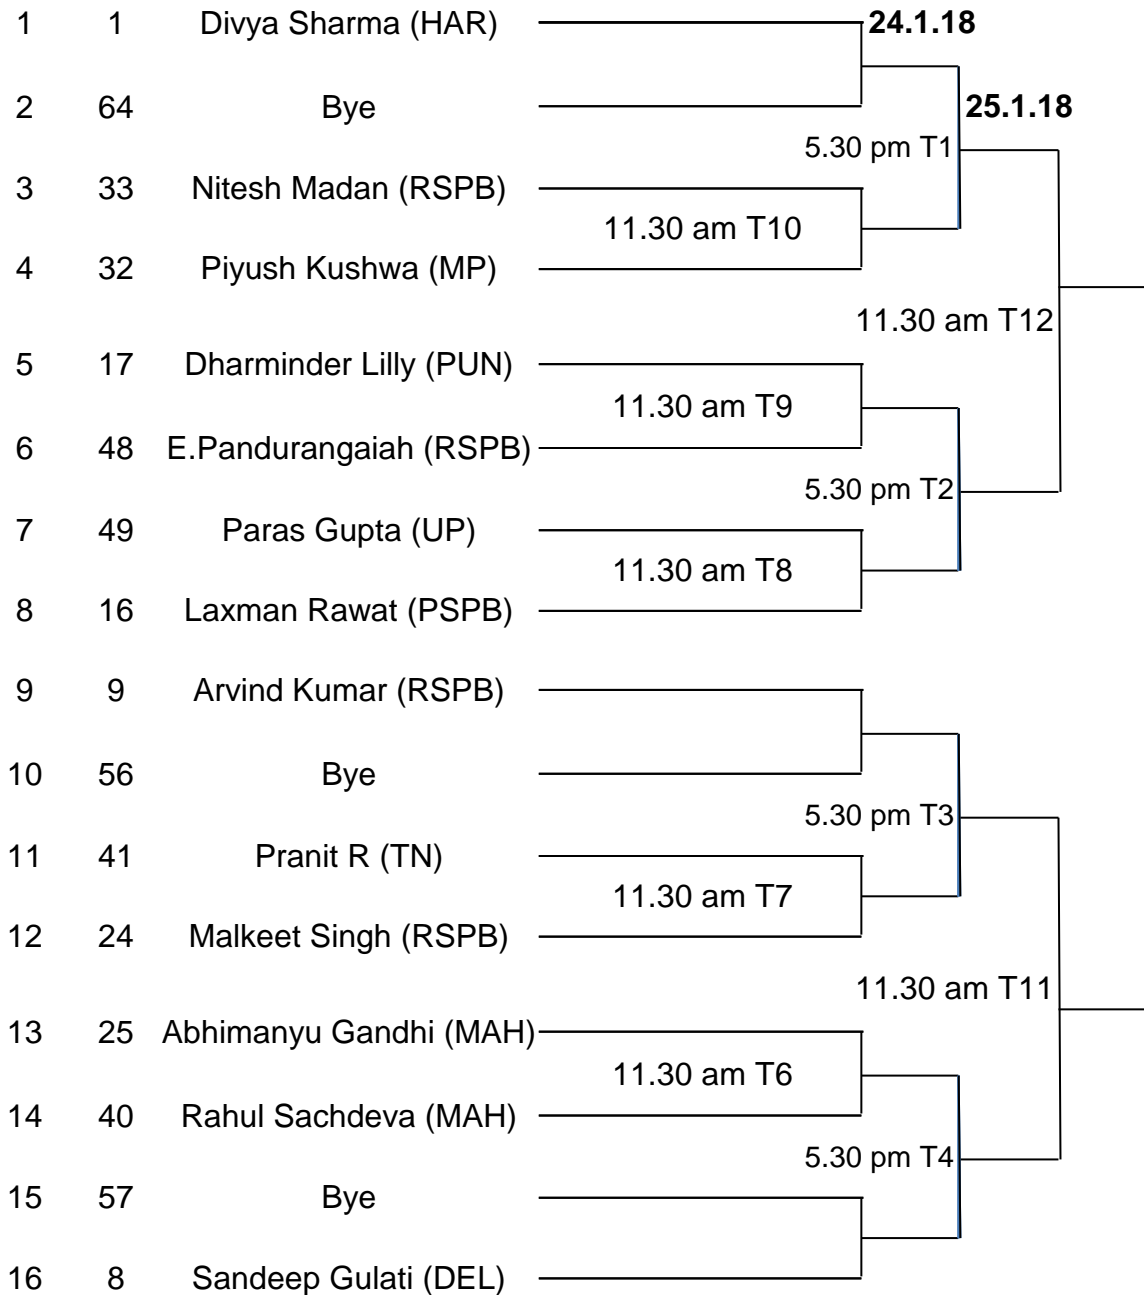 1 1 Divya Sharma (HAR) 24.1.18
2 64 Bye 25.1.18
5.30 pm T1
3 33 Nitesh Madan (RSPB)
11.30 am T10
4 32 Piyush Kushwa (MP)
11.30 am T12
5 17 Dharminder Lilly (PUN)
11.30 am T9
6 48 E.Pandurangaiah (RSPB)
5.30 pm T2
7 49 Paras Gupta (UP)
11.30 am T8
8 16 Laxman Rawat (PSPB)
9 9 Arvind Kumar (RSPB)
10 56 Bye
5.30 pm T3
11 41 Pranit R (TN)
11.30 am T7
12 24 Malkeet Singh (RSPB)
11.30 am T11
13 25 Abhimanyu Gandhi (MAH)
11.30 am T6
14 40 Rahul Sachdeva (MAH)
5.30 pm T4
15 57 Bye
16 8 Sandeep Gulati (DEL)